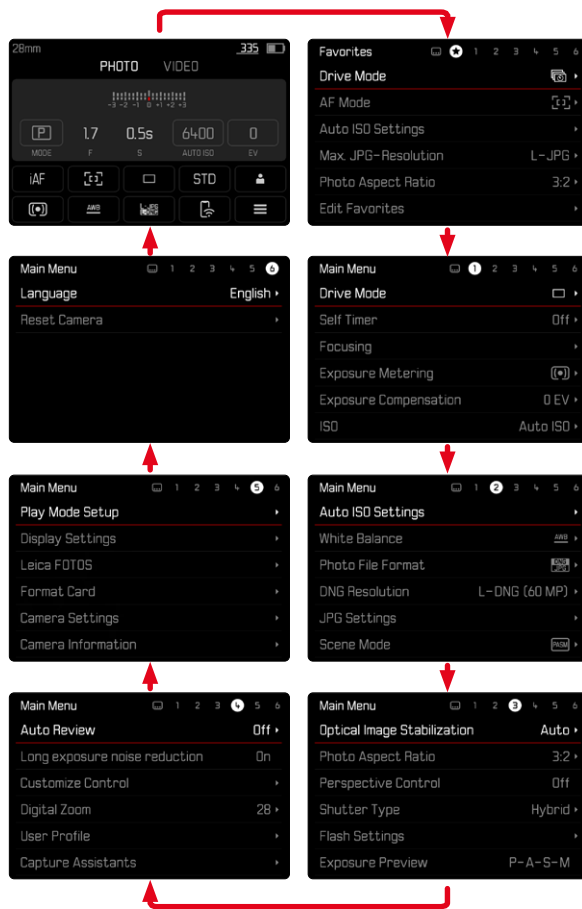 28mm 335
PHOTO VIDEO
-3 -2 -1 0 +1 +2 +3
P 1.7 0.5s 6400 0
MODE F S AUTO ISO EV
iAF STD
AWB L-JPG DNG
Favorites 1 2 3 4 5 6
Drive Mode
AF Mode
Auto ISO Settings
Max. JPG-Resolution L-JPG
Photo Aspect Ratio 3:2
Edit Favorites
Main Menu 1 2 3 4 5 6
Language English
Reset Camera
Main Menu 1 2 3 4 5 6
Drive Mode
Self Timer Off
Focusing
Exposure Metering
Exposure Compensation 0 EV
ISO Auto ISO
Main Menu 1 2 3 4 5 6
Play Mode Setup
Display Settings
Leica FOTOS
Format Card
Camera Settings
Camera Information
Main Menu 1 2 3 4 5 6
Auto ISO Settings
White Balance AWB
Photo File Format DNG JPG
DNG Resolution L-DNG (60 MP)
JPG Settings
Scene Mode PASM
Main Menu 1 2 3 4 5 6
Auto Review Off
Long exposure noise reduction On
Customize Control
Digital Zoom 28
User Profile
Capture Assistants
Main Menu 1 2 3 4 5 6
Optical Image Stabilization Auto
Photo Aspect Ratio 3:2
Perspective Control Off
Shutter Type Hybrid
Flash Settings
Exposure Preview P-A-S-M